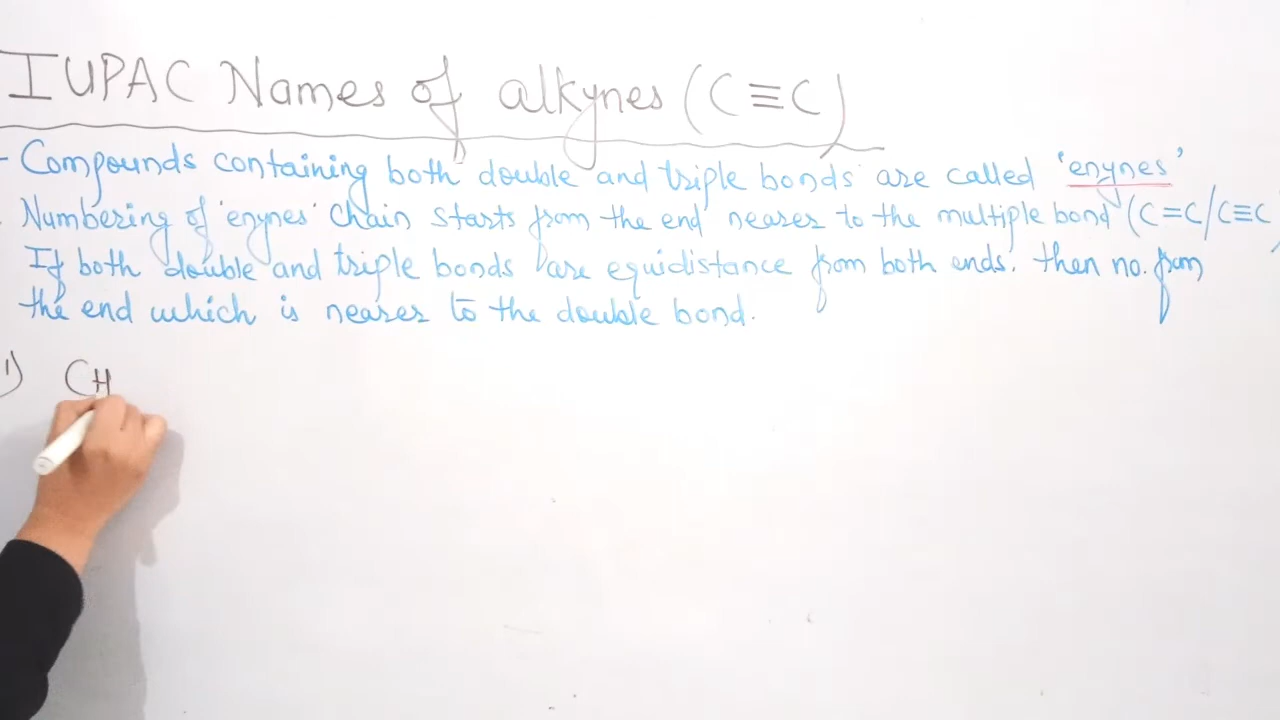 IUPAC Names of alkynes (C≡C)
- Compounds containing both double and triple bonds are called 'enynes'
Numbering of 'enynes' chain starts from the end nearer to the multiple bond (C=C/C≡C)
If both double and triple bonds are equidistance from both ends. then no. from
the end which is nearer to the double bond.
1) CH